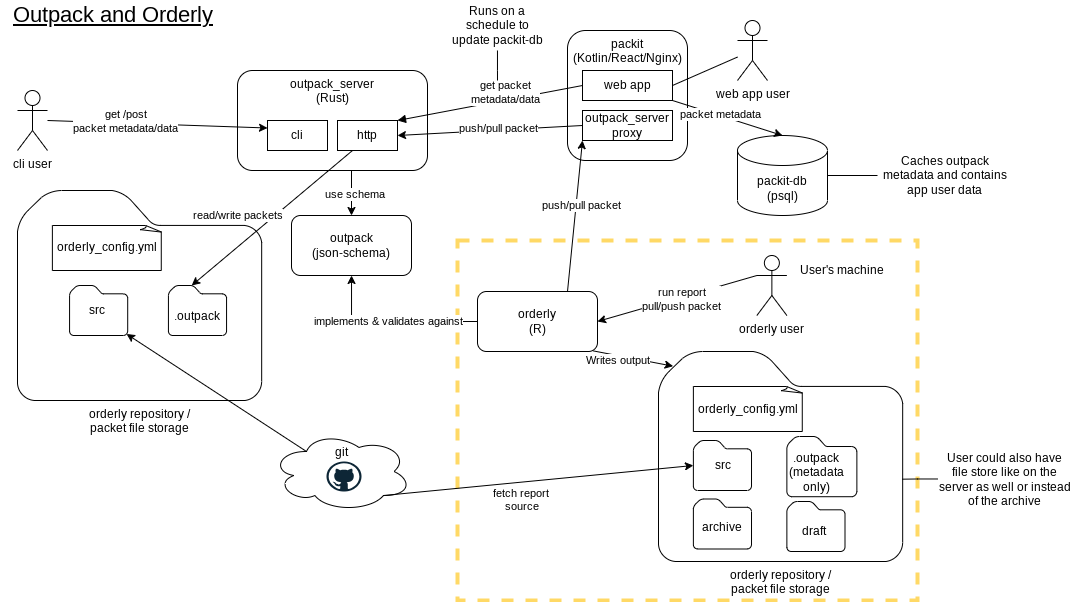 Outpack and Orderly
Runs on a
schedule to
update packit-db
packit
(Kotlin/React/Nginx)
web app
outpack_server
proxy
web app user
outpack_server
(Rust)
cli
http
get packet
metadata/data
push/pull packet
packet metadata
cli user
get /post
packet metadata/data
packit-db
(psql)
Caches outpack
metadata and contains
app user data
use schema
read/write packets
outpack
(json-schema)
push/pull packet
orderly_config.yml
src
.outpack
orderly repository /
packet file storage
implements & validates against
orderly
(R)
run report
pull/push packet
User's machine
orderly user
Writes output
orderly_config.yml
src
.outpack
(metadata
only)
archive
draft
orderly repository /
packet file storage
git
fetch report
source
User could also have
file store like on the
server as well or instead
of the archive